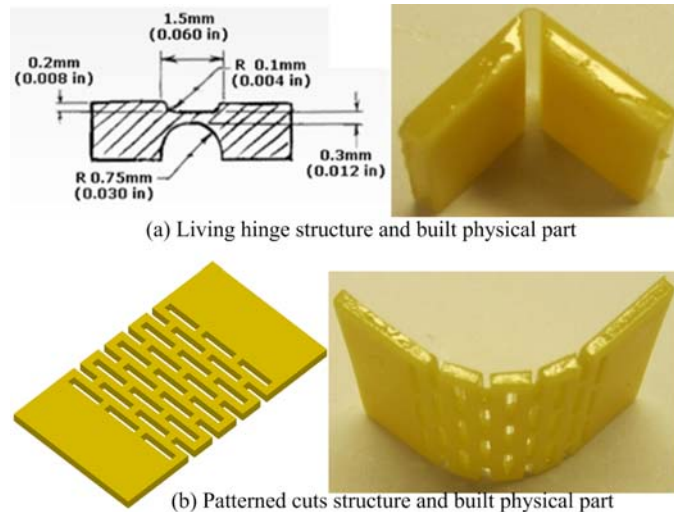 1.5mm
(0.060 in)
0.2mm
(0.008 in)
R 0.1mm
(0.004 in)
0.3mm
(0.012 in)
R 0.75mm
(0.030 in)
(a) Living hinge structure and built physical part
(b) Patterned cuts structure and built physical part